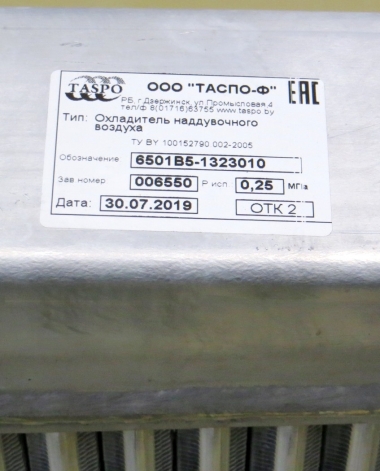 TASPO
ООО "ТАСПО-Ф"
ЕАС
РБ, г.Дзержинск, ул.Промысловая,4
тел/ф 8(01716)63755 www.taspo.by
Тип: Охладитель наддувочного
воздуха
ТУ BY 100152790 002-2005
Обозначение 6501В5-1323010
Зав номер 006550 Р исп 0,25 МПа
Дата: 30.07.2019 ОТК 2